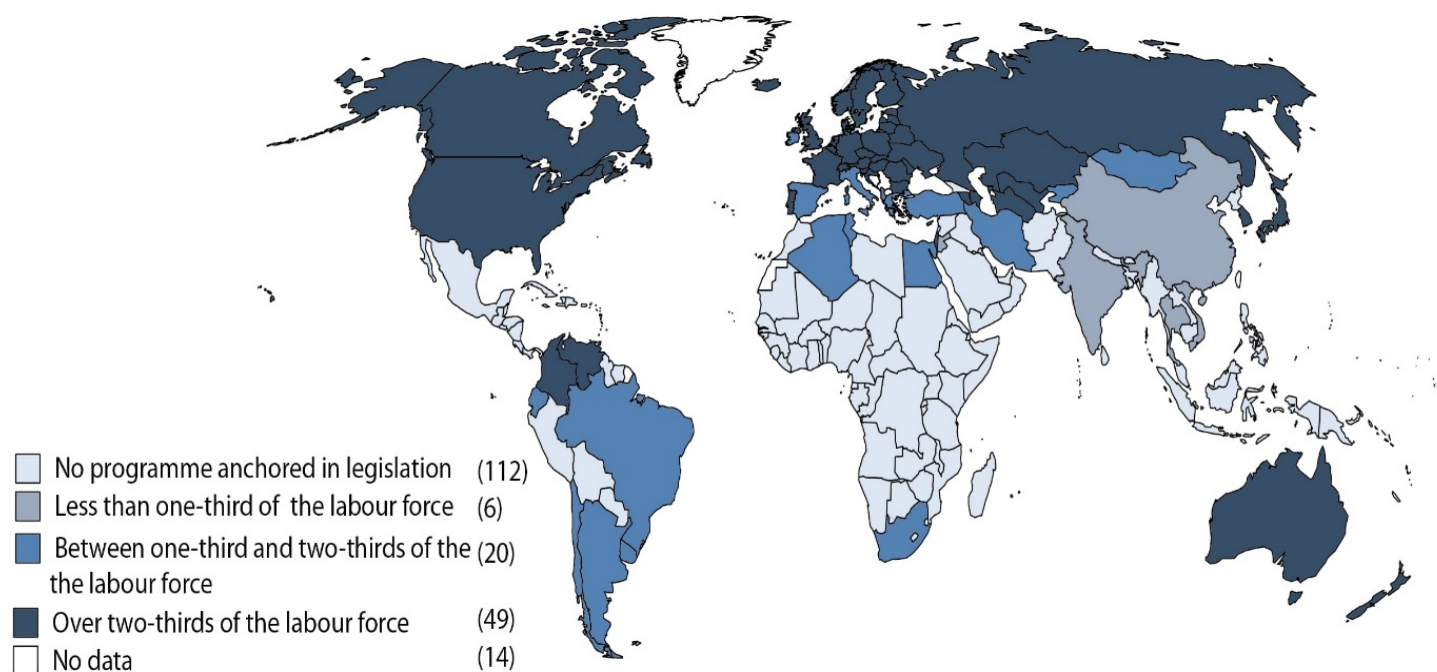 No programme anchored in legislation (112)
Less than one-third of the labour force (6)
Between one-third and two-thirds of the (20)
the labour force
Over two-thirds of the labour force (49)
No data (14)